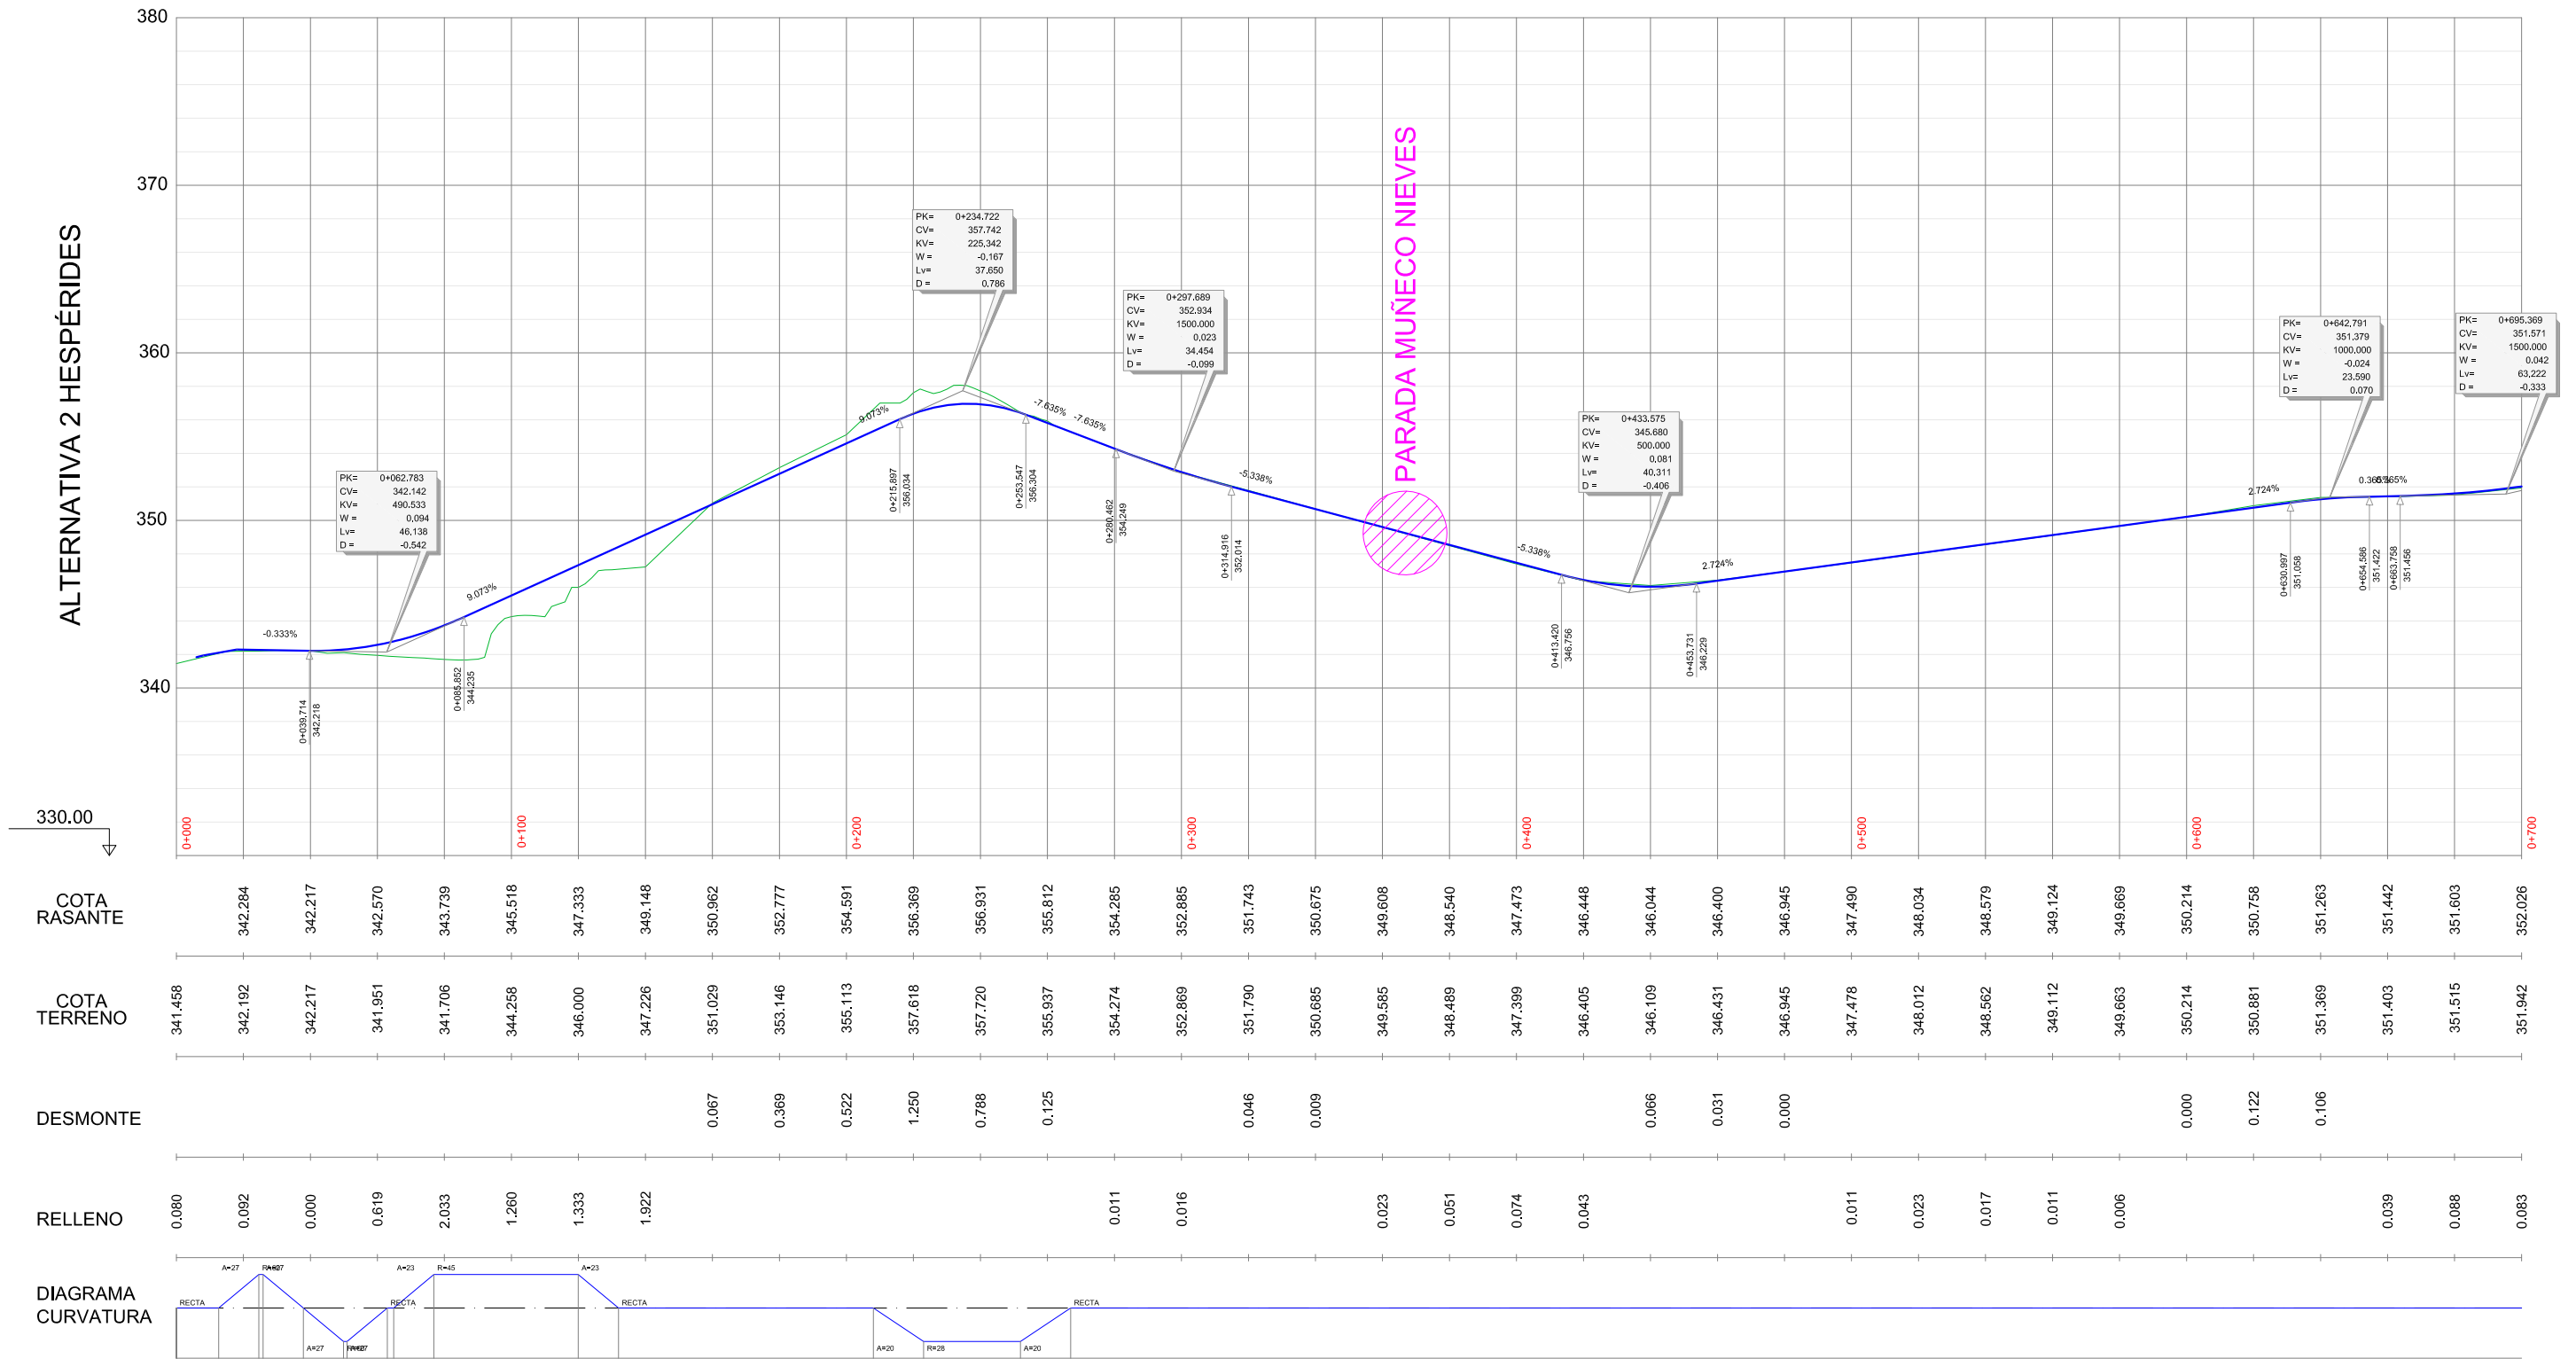 ALTERNATIVA 2 HESPÉRIDES
380
370
360
350
340
330.00
PK= 0+062.783
CV= 342.142
KV= 490.533
W = 0.094
Lv= 46.138
D = -0.542
PK= 0+234.722
CV= 357.742
KV= 225.342
W = -0.167
Lv= 37.650
D = 0.786
PK= 0+297.689
CV= 352.934
KV= 1500.000
W = 0.023
Lv= 34.454
D = -0.099
PARADA MUÑECO NIEVES
PK= 0+433.575
CV= 345.680
KV= 500.000
W = 0.081
Lv= 40.311
D = -0.406
PK= 0+642.791
CV= 351.379
KV= 1000.000
W = -0.024
Lv= 23.590
D = 0.070
PK= 0+695.369
CV= 351.571
KV= 1500.000
W = 0.042
Lv= 63.222
D = -0.333
-0.333%
9.073%
9.073%
-7.635%
-7.635%
-5.338%
-5.338%
2.724%
2.724%
0.365%
0.365%
0+039.714
342.218
0+085.852
344.235
0+215.897
356.034
0+253.547
356.304
0+280.462
354.249
0+314.916
352.014
0+413.420
346.756
0+453.731
346.229
0+630.997
351.058
0+654.586
351.422
0+663.758
351.456
0+000 0+100 0+200 0+300 0+400 0+500 0+600 0+700
COTA
RASANTE
342.284 342.217 342.570 343.739 345.518 347.333 349.148 350.962 352.777 354.591 356.369 356.931 355.812 354.285 352.885 351.743 350.675 349.608 348.540 347.473 346.448 346.044 346.400 346.945 347.490 348.034 348.579 349.124 349.669 350.214 350.758 351.263 351.442 351.603 352.026
COTA
TERRENO
341.458 342.192 342.217 341.951 341.706 344.258 346.000 347.226 351.029 353.146 355.113 357.618 357.720 355.937 354.274 352.869 351.790 350.685 349.585 348.489 347.399 346.405 346.109 346.431 346.945 347.478 348.012 348.562 349.112 349.663 350.214 350.881 351.369 351.403 351.515 351.942
DESMONTE
0.067 0.369 0.522 1.250 0.788 0.125 0.046 0.009 0.066 0.031 0.000 0.000 0.122 0.106
RELLENO
0.080 0.092 0.000 0.619 2.033 1.260 1.333 1.922 0.011 0.016 0.023 0.051 0.074 0.043 0.011 0.023 0.017 0.011 0.006 0.039 0.088 0.083
DIAGRAMA
CURVATURA
RECTA A=27 A=27 A=27 RECTA A=23 R=45 A=23 RECTA A=20 R=28 A=20 RECTA